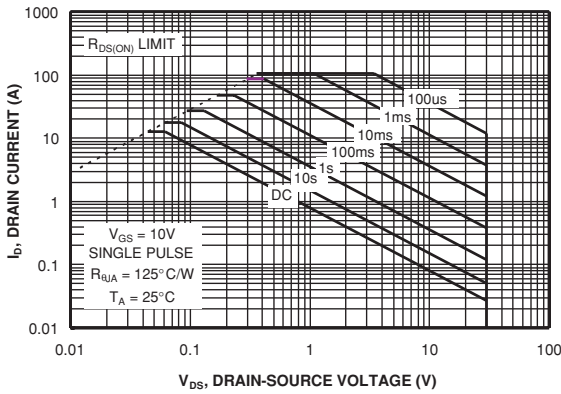 1000
100
10
1
0.1
0.01
I_D, DRAIN CURRENT (A)
R_DS(ON) LIMIT
100us
1ms
10ms
100ms
1s
10s
DC
V_GS = 10V
SINGLE PULSE
R_θJA = 125°C/W
T_A = 25°C
0.01
0.1
1
10
100
V_DS, DRAIN-SOURCE VOLTAGE (V)